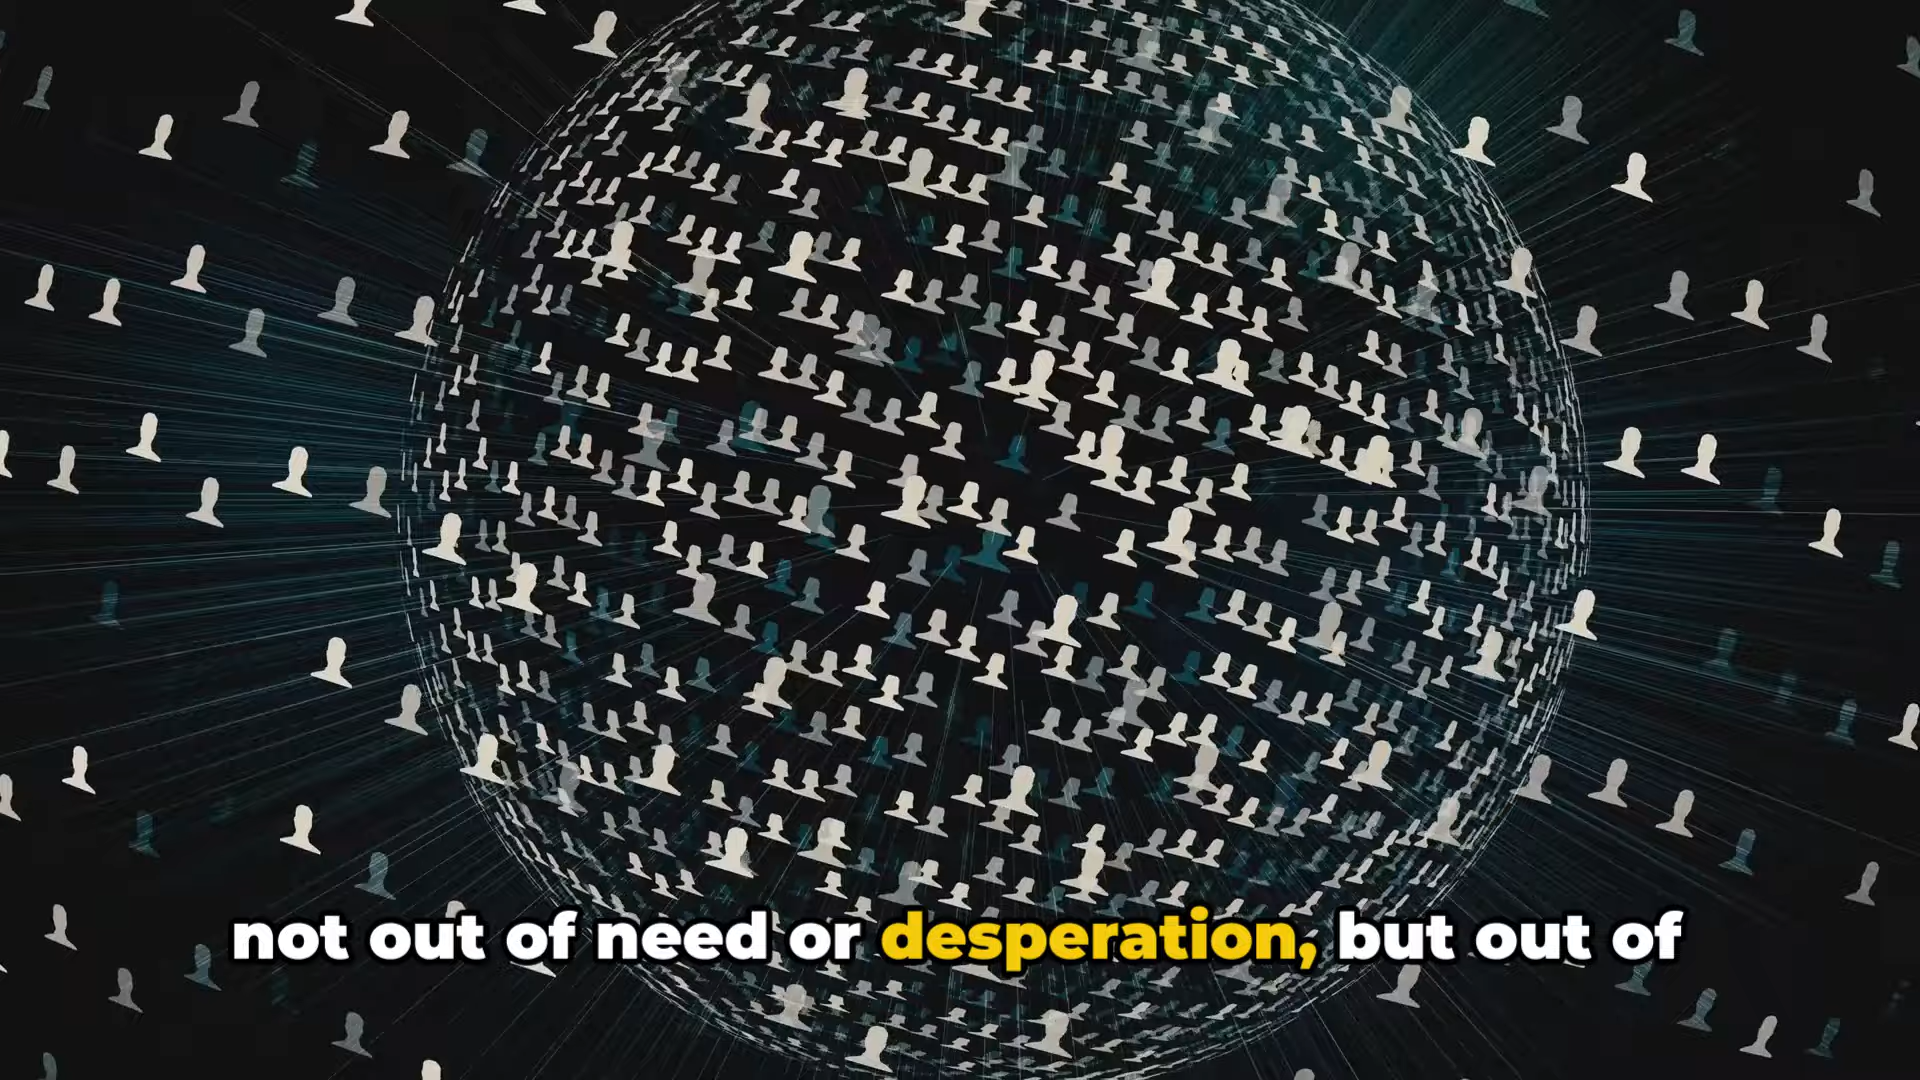 not out of need or desperation, but out of